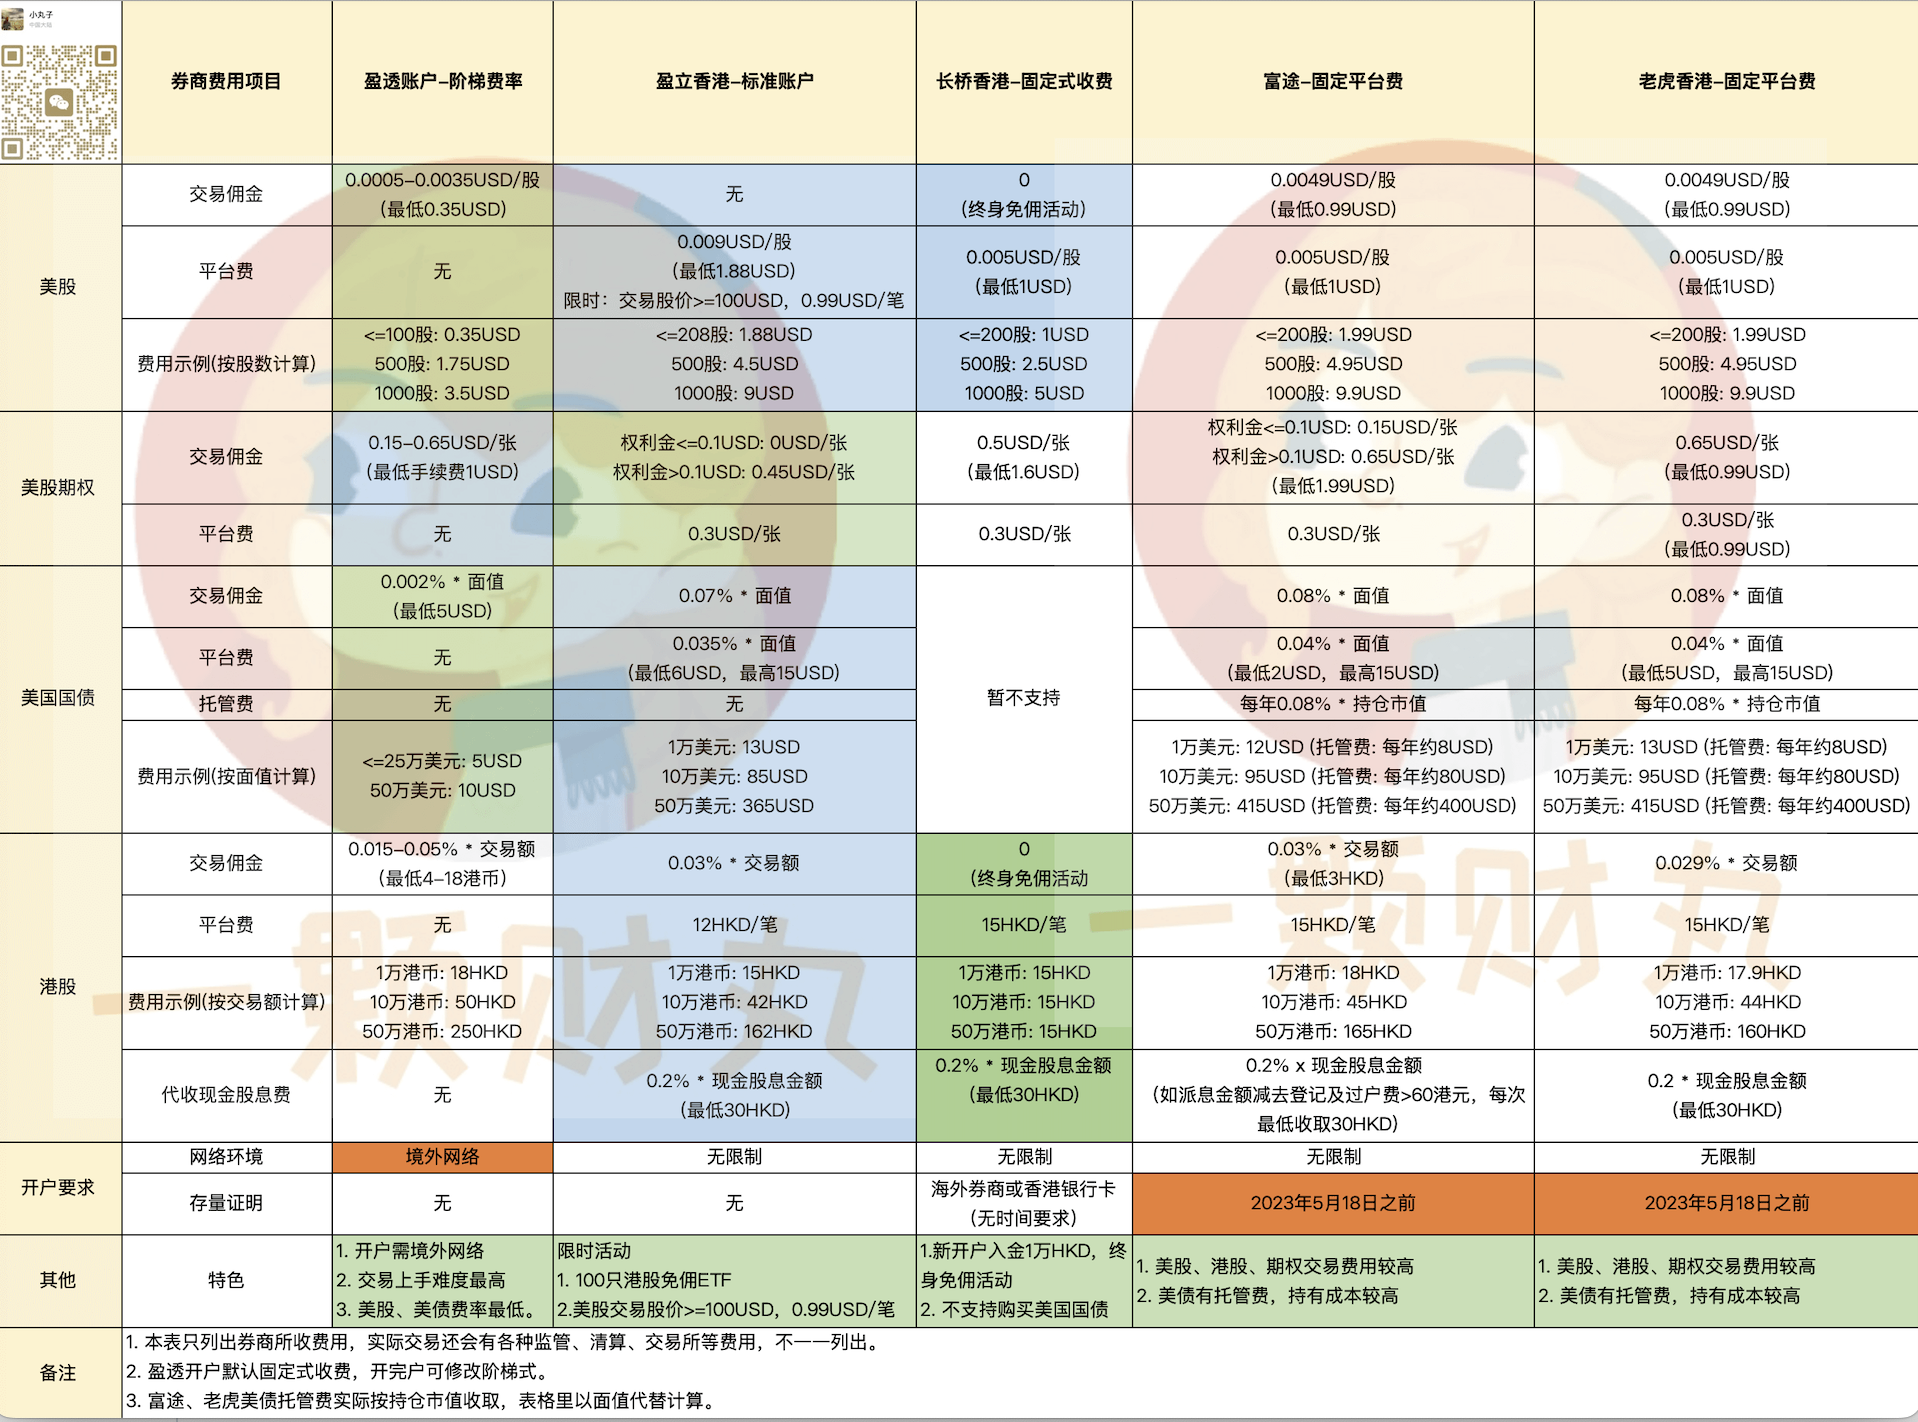 小丸子
中国大陆
券商费用项目
盈透账户–阶梯费率
盈立香港–标准账户
长桥香港–固定式收费
富途–固定平台费
老虎香港–固定平台费
美股
交易佣金
0.0005–0.0035USD/股
(最低0.35USD)
无
0
(终身免佣活动)
0.0049USD/股
(最低0.99USD)
0.0049USD/股
(最低0.99USD)
平台费
无
0.009USD/股
(最低1.88USD)
限时：交易股价>=100USD，0.99USD/笔
0.005USD/股
(最低1USD)
0.005USD/股
(最低1USD)
0.005USD/股
(最低1USD)
费用示例(按股数计算)
<=100股: 0.35USD
500股: 1.75USD
1000股: 3.5USD
<=208股: 1.88USD
500股: 4.5USD
1000股: 9USD
<=200股: 1USD
500股: 2.5USD
1000股: 5USD
<=200股: 1.99USD
500股: 4.95USD
1000股: 9.9USD
<=200股: 1.99USD
500股: 4.95USD
1000股: 9.9USD
美股期权
交易佣金
0.15–0.65USD/张
(最低手续费1USD)
权利金<=0.1USD: 0USD/张
权利金>0.1USD: 0.45USD/张
0.5USD/张
(最低1.6USD)
权利金<=0.1USD: 0.15USD/张
权利金>0.1USD: 0.65USD/张
(最低1.99USD)
0.65USD/张
(最低0.99USD)
平台费
无
0.3USD/张
0.3USD/张
0.3USD/张
0.3USD/张
(最低0.99USD)
美国国债
交易佣金
0.002% * 面值
(最低5USD)
0.07% * 面值
暂不支持
0.08% * 面值
0.08% * 面值
平台费
无
0.035% * 面值
(最低6USD，最高15USD)
0.04% * 面值
(最低2USD，最高15USD)
0.04% * 面值
(最低5USD，最高15USD)
托管费
无
无
每年0.08% * 持仓市值
每年0.08% * 持仓市值
费用示例(按面值计算)
<=25万美元: 5USD
50万美元: 10USD
1万美元: 13USD
10万美元: 85USD
50万美元: 365USD
1万美元: 12USD (托管费: 每年约8USD)
10万美元: 95USD (托管费: 每年约80USD)
50万美元: 415USD (托管费: 每年约400USD)
1万美元: 13USD (托管费: 每年约8USD)
10万美元: 95USD (托管费: 每年约80USD)
50万美元: 415USD (托管费: 每年约400USD)
港股
交易佣金
0.015–0.05% * 交易额
(最低4–18港币)
0.03% * 交易额
0
(终身免佣活动
0.03% * 交易额
(最低3HKD)
0.029% * 交易额
平台费
无
12HKD/笔
15HKD/笔
15HKD/笔
15HKD/笔
费用示例(按交易额计算)
1万港币: 18HKD
10万港币: 50HKD
50万港币: 250HKD
1万港币: 15HKD
10万港币: 42HKD
50万港币: 162HKD
1万港币: 15HKD
10万港币: 15HKD
50万港币: 15HKD
1万港币: 18HKD
10万港币: 45HKD
50万港币: 165HKD
1万港币: 17.9HKD
10万港币: 44HKD
50万港币: 160HKD
代收现金股息费
无
0.2% * 现金股息金额
(最低30HKD)
0.2% * 现金股息金额
(最低30HKD)
0.2% x 现金股息金额
(如派息金额减去登记及过户费>60港元，每次
最低收取30HKD)
0.2 * 现金股息金额
(最低30HKD)
开户要求
网络环境
境外网络
无限制
无限制
无限制
无限制
存量证明
无
无
海外券商或香港银行卡
(无时间要求)
2023年5月18日之前
2023年5月18日之前
其他
特色
1. 开户需境外网络
2. 交易上手难度最高
3. 美股、美债费率最低。
限时活动
1. 100只港股免佣ETF
2.美股交易股价>=100USD，0.99USD/笔
1.新开户入金1万HKD，终
身免佣活动
2. 不支持购买美国国债
1. 美股、港股、期权交易费用较高
2. 美债有托管费，持有成本较高
1. 美股、港股、期权交易费用较高
2. 美债有托管费，持有成本较高
备注
1. 本表只列出券商所收费用，实际交易还会有各种监管、清算、交易所等费用，不一一列出。
2. 盈透开户默认固定式收费，开完户可修改阶梯式。
3. 富途、老虎美债托管费实际按持仓市值收取，表格里以面值代替计算。
一颗财丸
一颗财丸